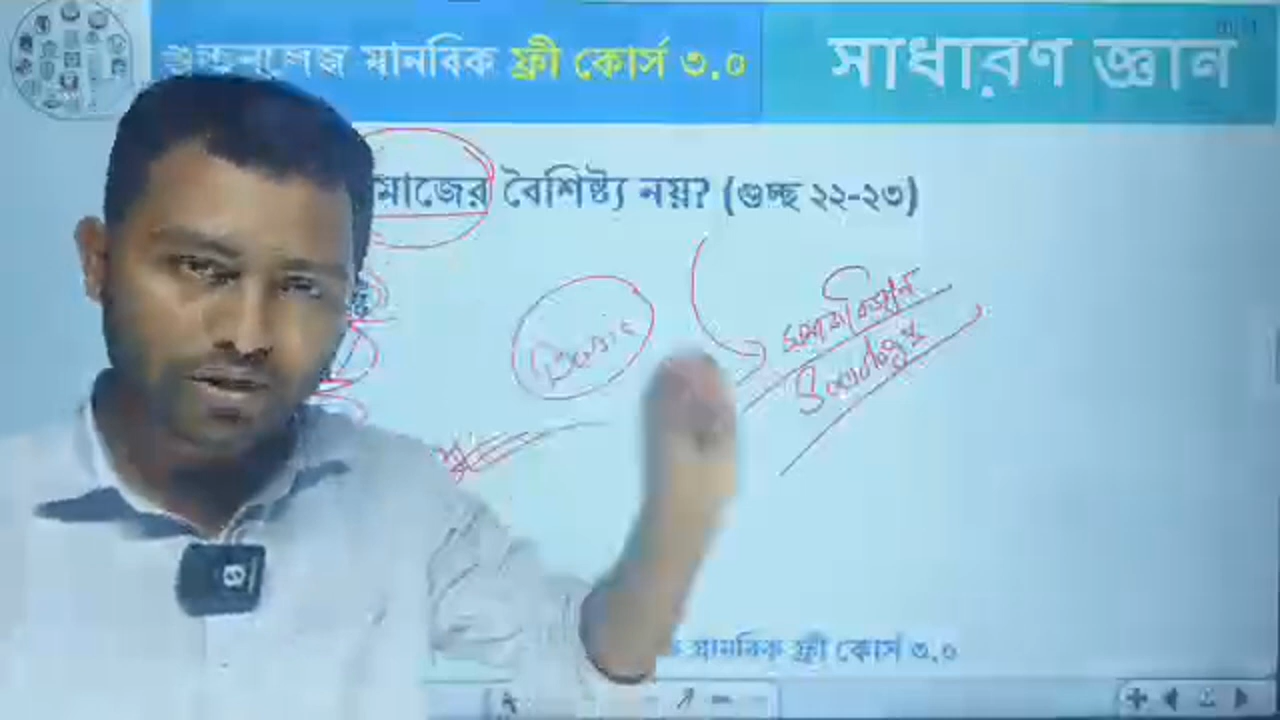 মানবিক ফ্রী কোর্স ৩.০
সাধারণ জ্ঞান
মাজের বৈশিষ্ট্য নয়? (গুচ্ছ ২২-২৩)
Basic
সমাজবিজ্ঞান
Sociology
মানবিক ফ্রী কোর্স ৩.০